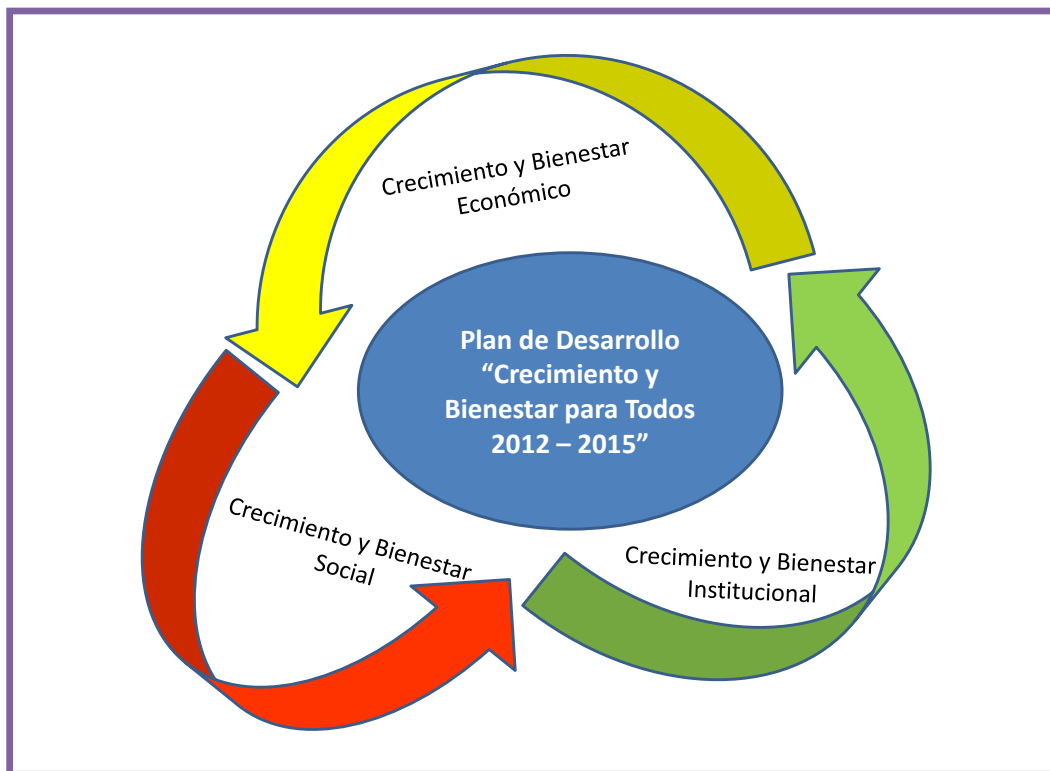 Crecimiento y Bienestar
Económico
Plan de Desarrollo
“Crecimiento y
Bienestar para Todos
2012 – 2015”
Crecimiento y Bienestar
Social
Crecimiento y Bienestar
Institucional